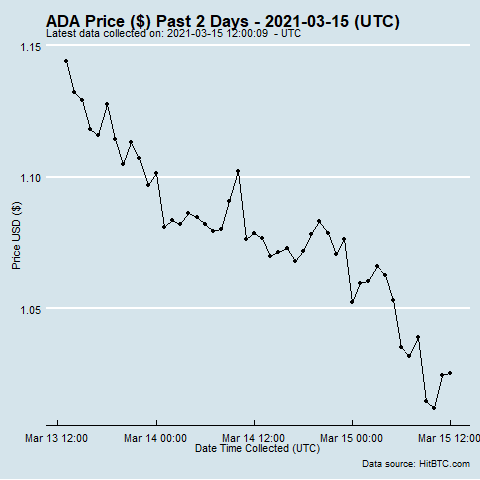 ADA Price ($) Past 2 Days - 2021-03-15 (UTC)
Latest data collected on: 2021-03-15 12:00:09 - UTC
1.15
1.10
1.05
Price USD ($)
Mar 13 12:00 Mar 14 00:00 Mar 14 12:00 Mar 15 00:00 Mar 15 12:00
Date Time Collected (UTC)
Data source: HitBTC.com